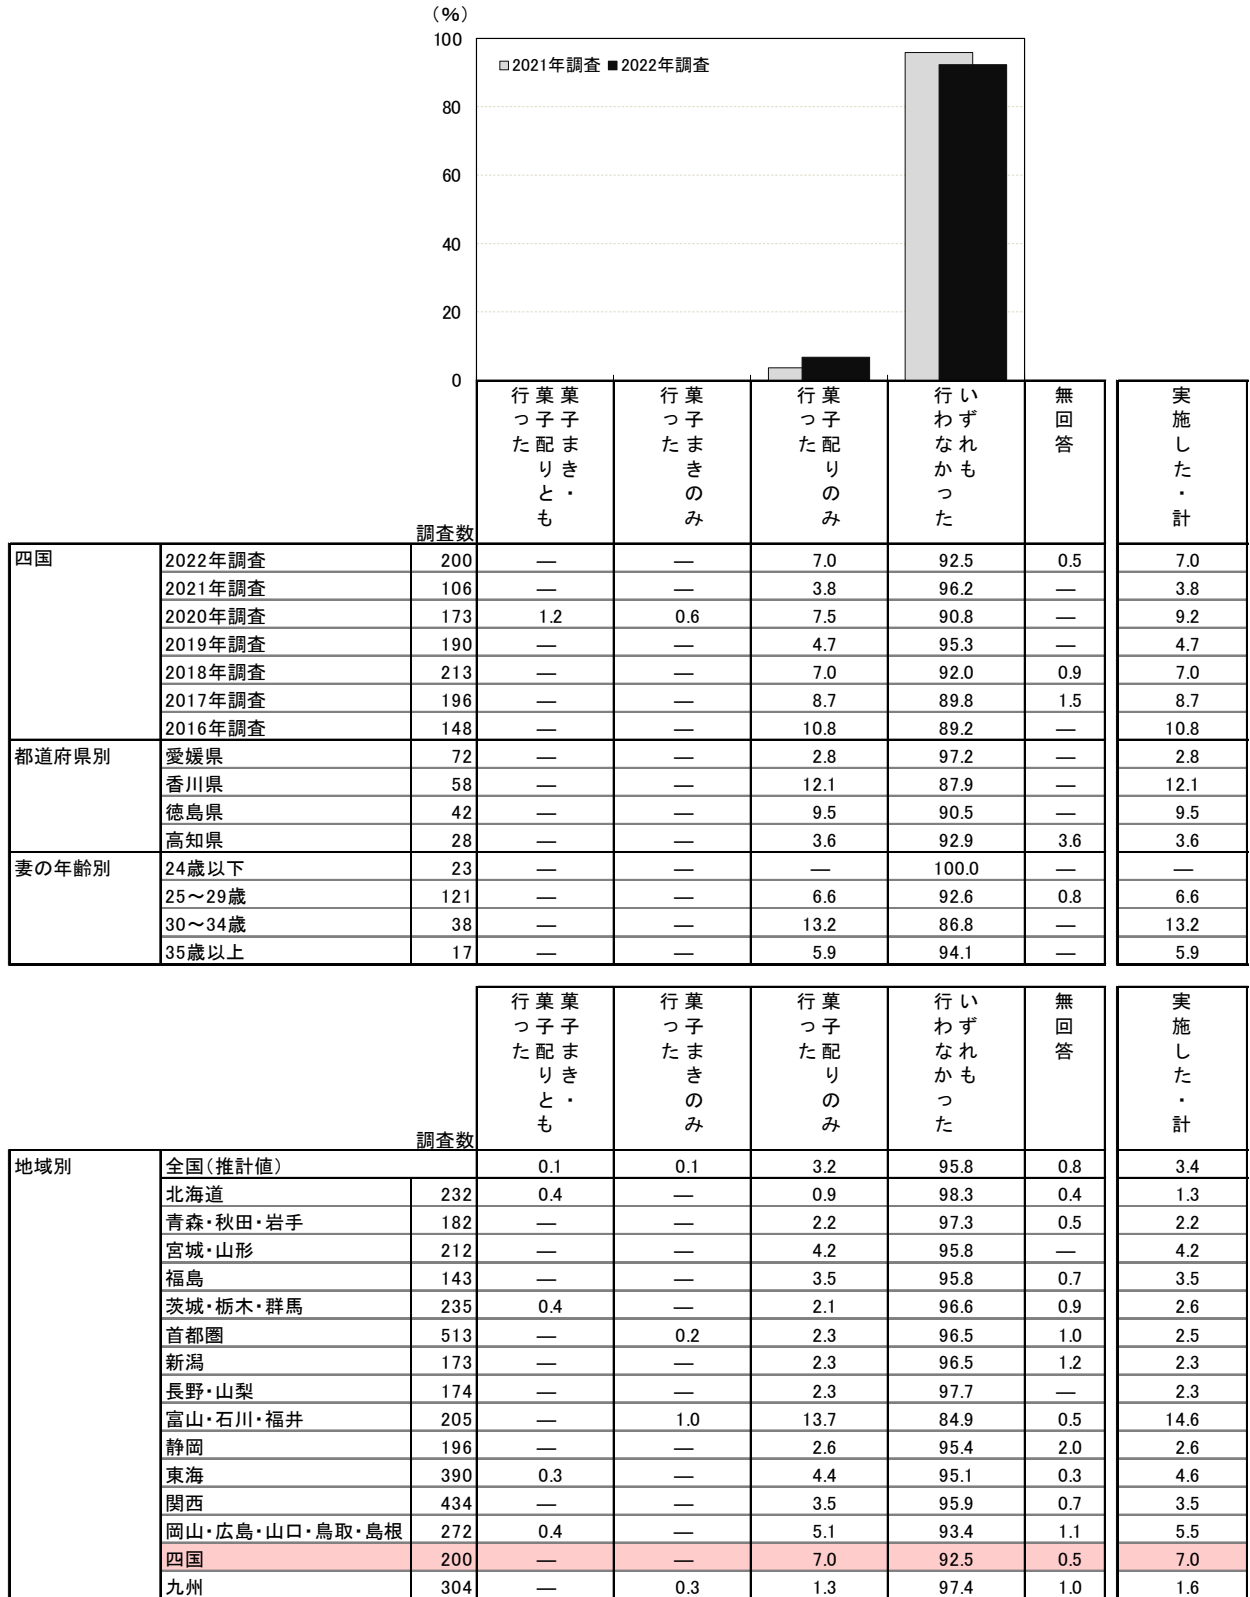 (%)
100
80
60
40
20
0
□2021年調査 ■2022年調査
調査数 菓子まき・菓子配りとも行った 菓子まきのみ行った 菓子配りのみ行った いずれも行わなかった 無回答 実施した・計
四国 2022年調査 200 — — 7.0 92.5 0.5 7.0
2021年調査 106 — — 3.8 96.2 — 3.8
2020年調査 173 1.2 0.6 7.5 90.8 — 9.2
2019年調査 190 — — 4.7 95.3 — 4.7
2018年調査 213 — — 7.0 92.0 0.9 7.0
2017年調査 196 — — 8.7 89.8 1.5 8.7
2016年調査 148 — — 10.8 89.2 — 10.8
都道府県別 愛媛県 72 — — 2.8 97.2 — 2.8
香川県 58 — — 12.1 87.9 — 12.1
徳島県 42 — — 9.5 90.5 — 9.5
高知県 28 — — 3.6 92.9 3.6 3.6
妻の年齢別 24歳以下 23 — — — 100.0 — —
25～29歳 121 — — 6.6 92.6 0.8 6.6
30～34歳 38 — — 13.2 86.8 — 13.2
35歳以上 17 — — 5.9 94.1 — 5.9
調査数 菓子まき・菓子配りとも行った 菓子まきのみ行った 菓子配りのみ行った いずれも行わなかった 無回答 実施した・計
地域別 全国(推計値) 0.1 0.1 3.2 95.8 0.8 3.4
北海道 232 0.4 — 0.9 98.3 0.4 1.3
青森・秋田・岩手 182 — — 2.2 97.3 0.5 2.2
宮城・山形 212 — — 4.2 95.8 — 4.2
福島 143 — — 3.5 95.8 0.7 3.5
茨城・栃木・群馬 235 0.4 — 2.1 96.6 0.9 2.6
首都圏 513 — 0.2 2.3 96.5 1.0 2.5
新潟 173 — — 2.3 96.5 1.2 2.3
長野・山梨 174 — — 2.3 97.7 — 2.3
富山・石川・福井 205 — 1.0 13.7 84.9 0.5 14.6
静岡 196 — — 2.6 95.4 2.0 2.6
東海 390 0.3 — 4.4 95.1 0.3 4.6
関西 434 — — 3.5 95.9 0.7 3.5
岡山・広島・山口・鳥取・島根 272 0.4 — 5.1 93.4 1.1 5.5
四国 200 — — 7.0 92.5 0.5 7.0
九州 304 — 0.3 1.3 97.4 1.0 1.6